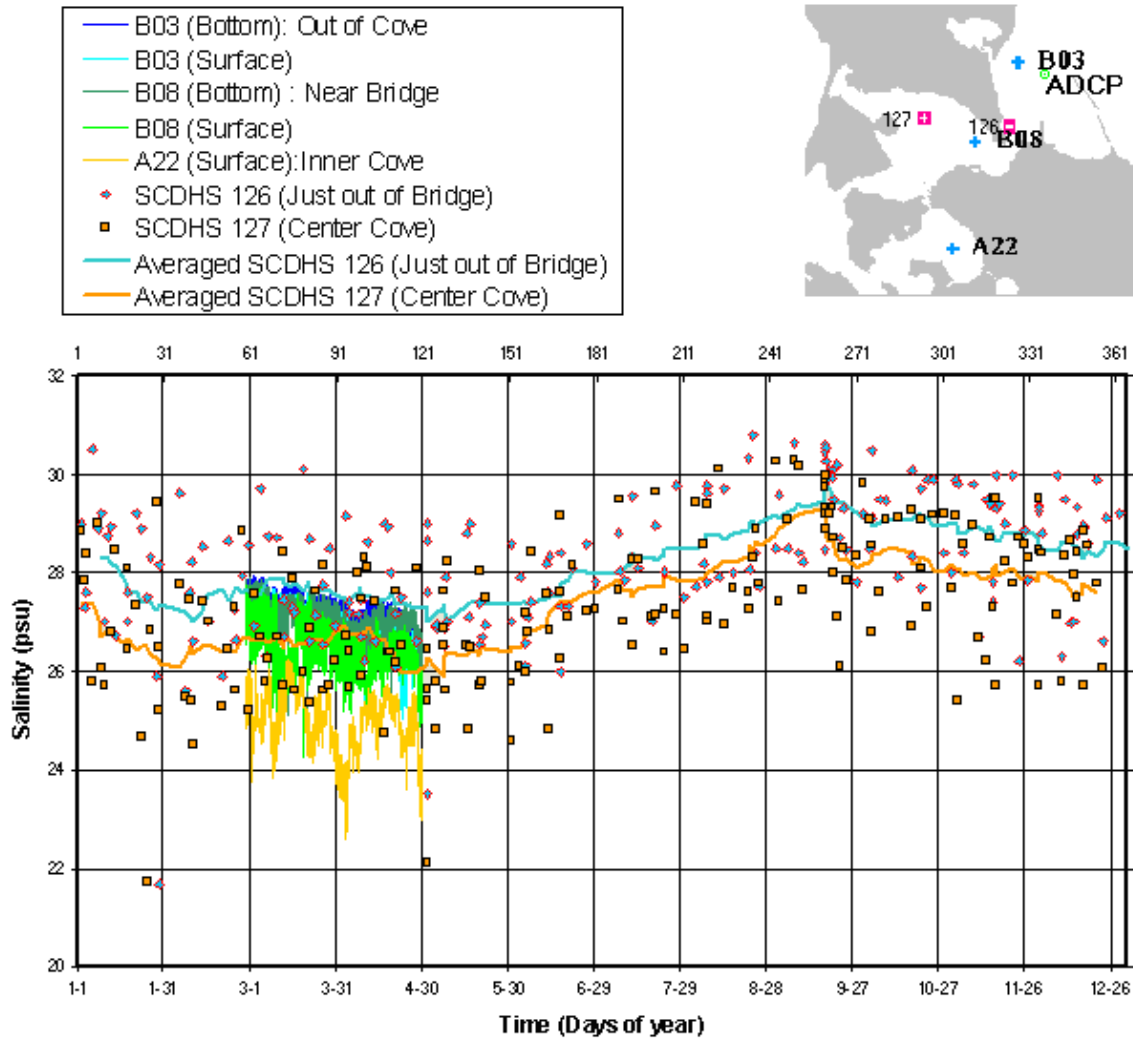 B03 (Bottom): Out of Cove
B03 (Surface)
B08 (Bottom) : Near Bridge
B08 (Surface)
A22 (Surface):Inner Cove
SCDHS 126 (Just out of Bridge)
SCDHS 127 (Center Cove)
Averaged SCDHS 126 (Just out of Bridge)
Averaged SCDHS 127 (Center Cove)
B03
ADCP
127
126
B08
A22
1 31 61 91 121 151 181 211 241 271 301 331 361
32
30
28
26
24
22
20
Salinity (psu)
1-1 1-31 3-1 3-31 4-30 5-30 6-29 7-29 8-28 9-27 10-27 11-26 12-26
Time (Days of year)